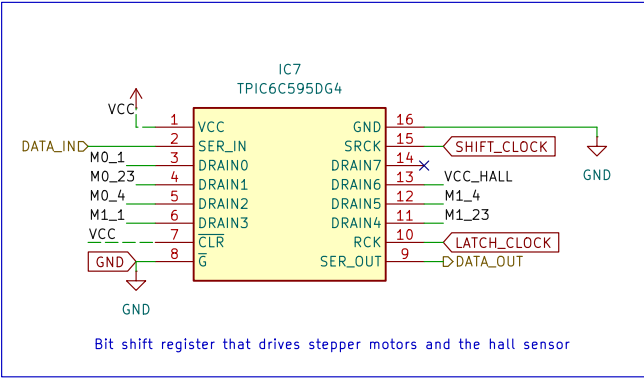 IC7
TPIC6C595DG4
VCC
1 VCC GND 16
DATA_IN 2 SER_IN SRCK 15 SHIFT_CLOCK
M0_1 3 DRAIN0 DRAIN7 14
M0_23 4 DRAIN1 DRAIN6 13 VCC_HALL
M0_4 5 DRAIN2 DRAIN5 12 M1_4
M1_1 6 DRAIN3 DRAIN4 11 M1_23
VCC 7 CLR RCK 10 LATCH_CLOCK
GND 8 G SER_OUT 9 DATA_OUT
GND
GND
Bit shift register that drives stepper motors and the hall sensor